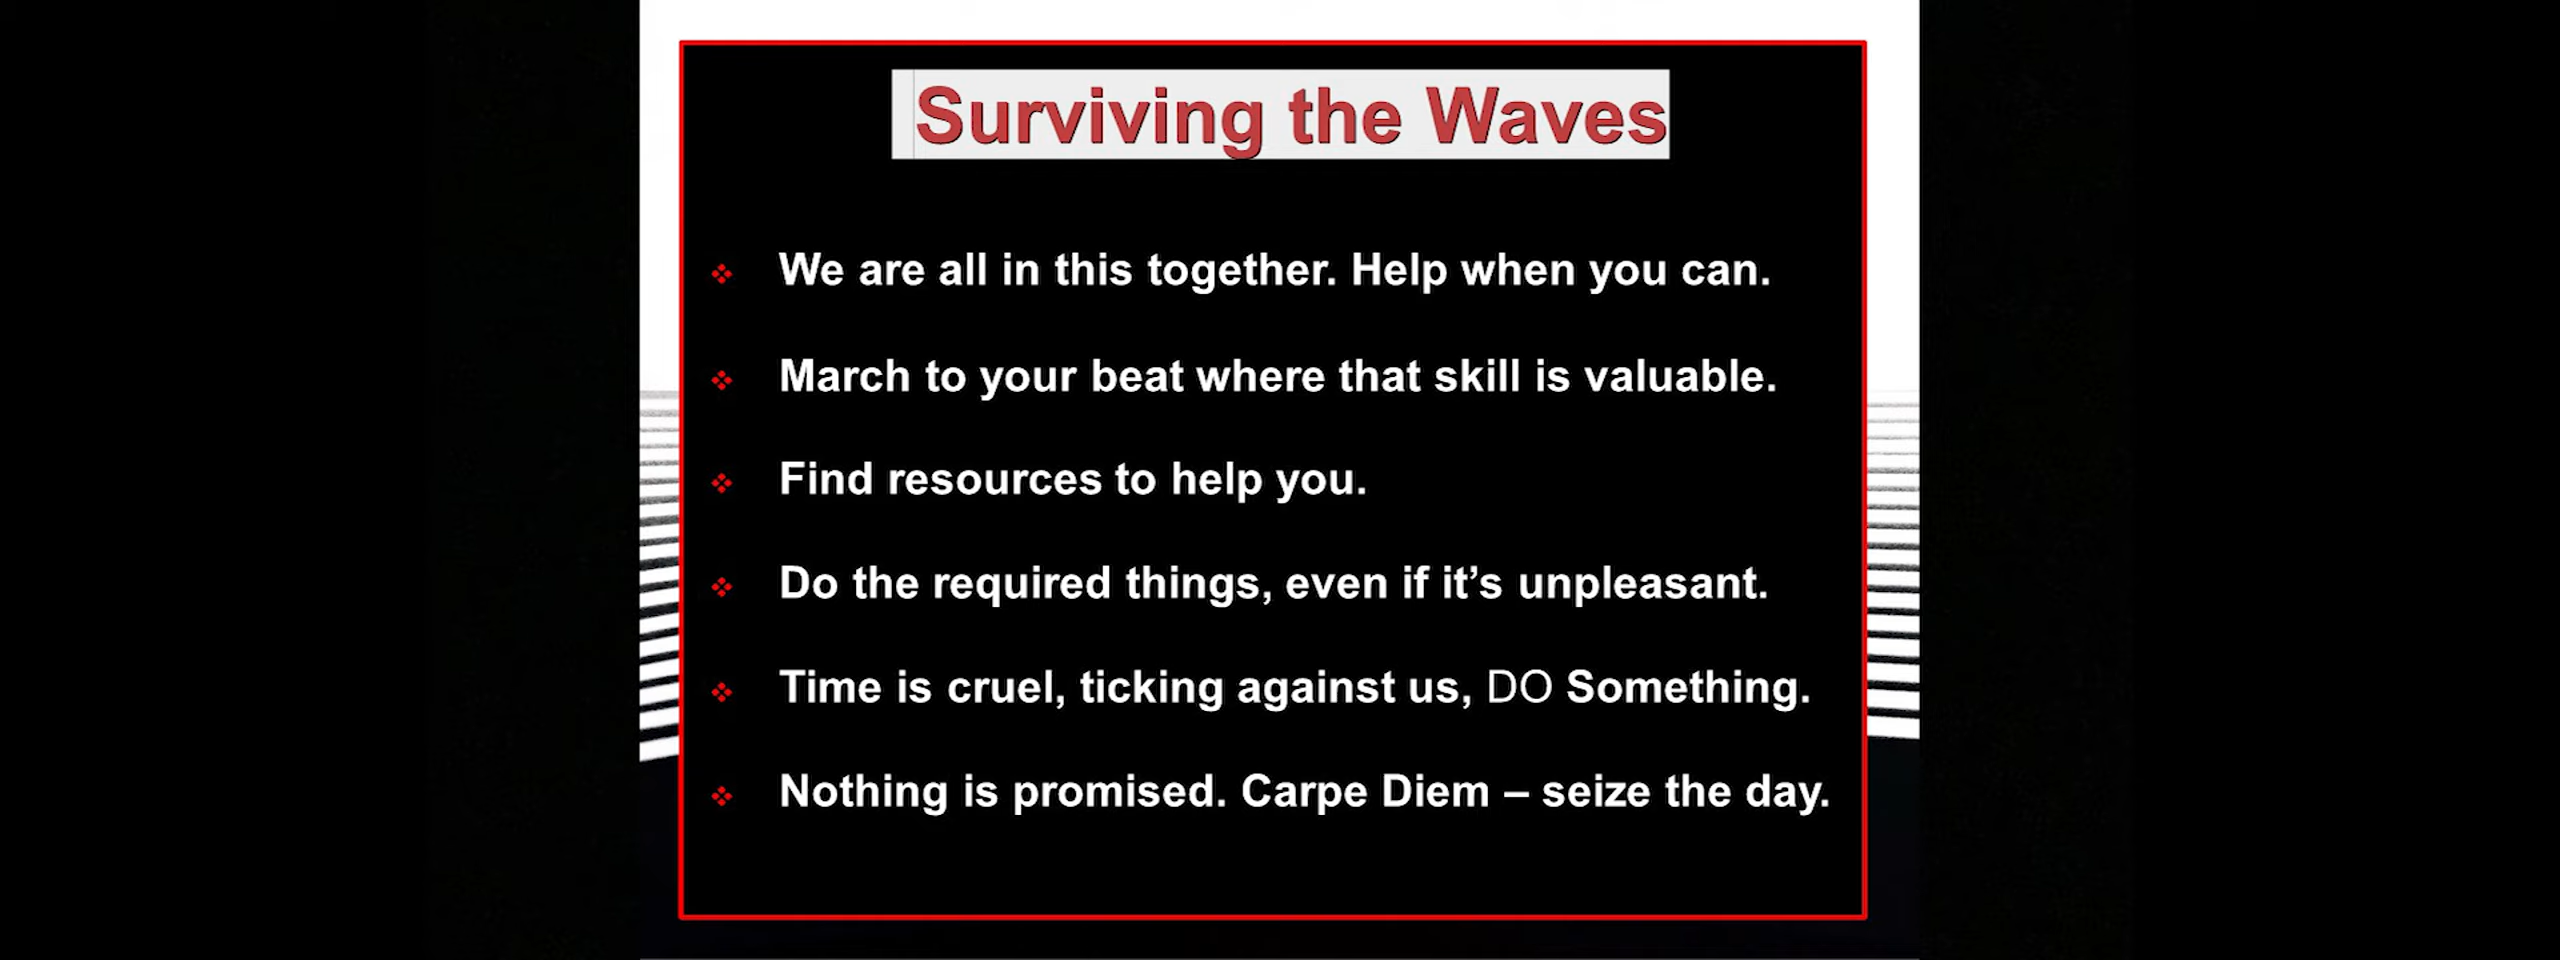 Surviving the Waves
We are all in this together. Help when you can.
March to your beat where that skill is valuable.
Find resources to help you.
Do the required things, even if it’s unpleasant.
Time is cruel, ticking against us, DO Something.
Nothing is promised. Carpe Diem – seize the day.